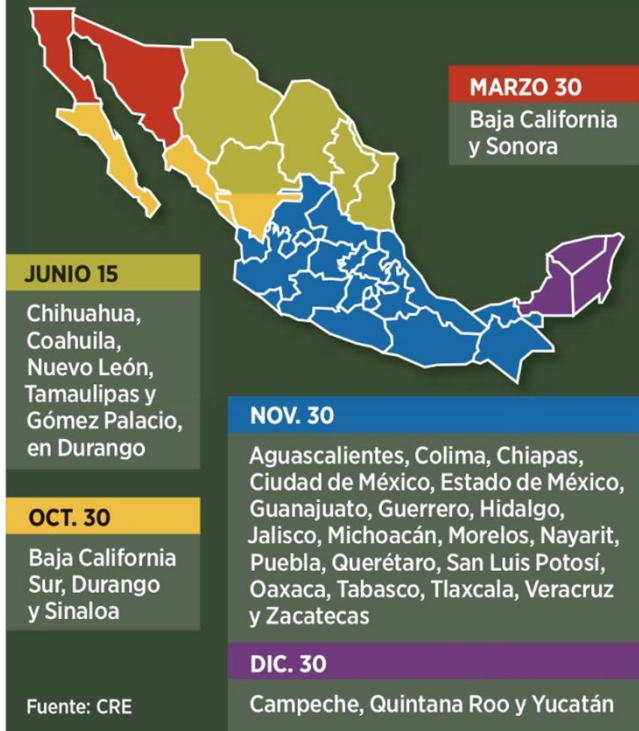 MARZO 30
Baja California
y Sonora
JUNIO 15
Chihuahua,
Coahuila,
Nuevo León,
Tamaulipas y
Gómez Palacio,
en Durango
OCT. 30
Baja California
Sur, Durango
y Sinaloa
NOV. 30
Aguascalientes, Colima, Chiapas,
Ciudad de México, Estado de México,
Guanajuato, Guerrero, Hidalgo,
Jalisco, Michoacán, Morelos, Nayarit,
Puebla, Querétaro, San Luis Potosí,
Oaxaca, Tabasco, Tlaxcala, Veracruz
y Zacatecas
DIC. 30
Campeche, Quintana Roo y Yucatán
Fuente: CRE